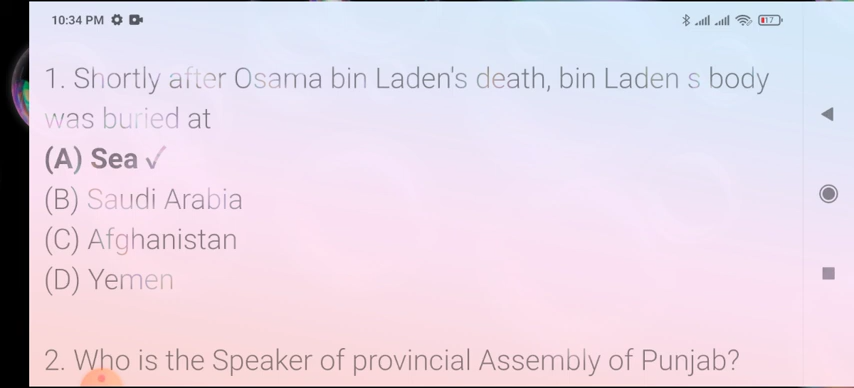 10:34 PM 17
1. Shortly after Osama bin Laden's death, bin Laden s body
was buried at
(A) Sea ✓
(B) Saudi Arabia
(C) Afghanistan
(D) Yemen
2. Who is the Speaker of provincial Assembly of Punjab?